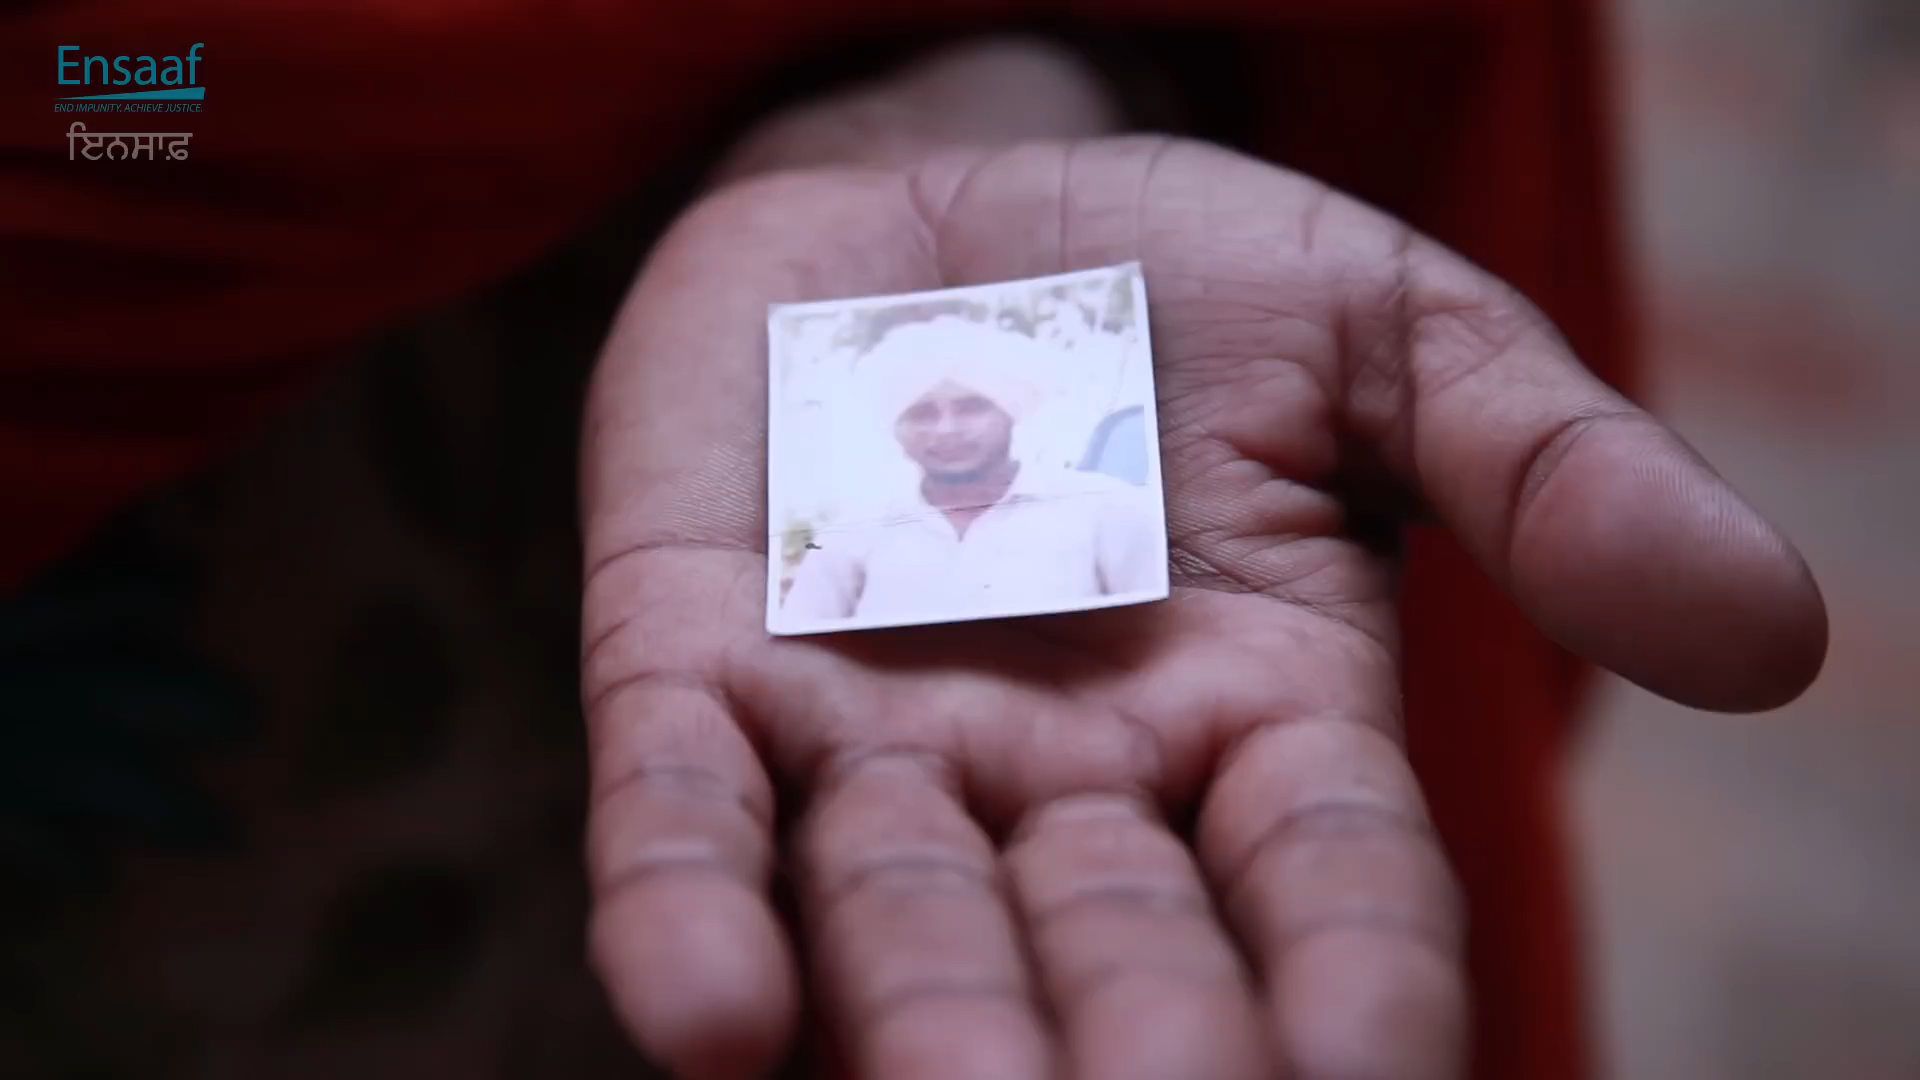 Ensaaf
END IMPUNITY. ACHIEVE JUSTICE.
ਇਨਸਾਫ਼